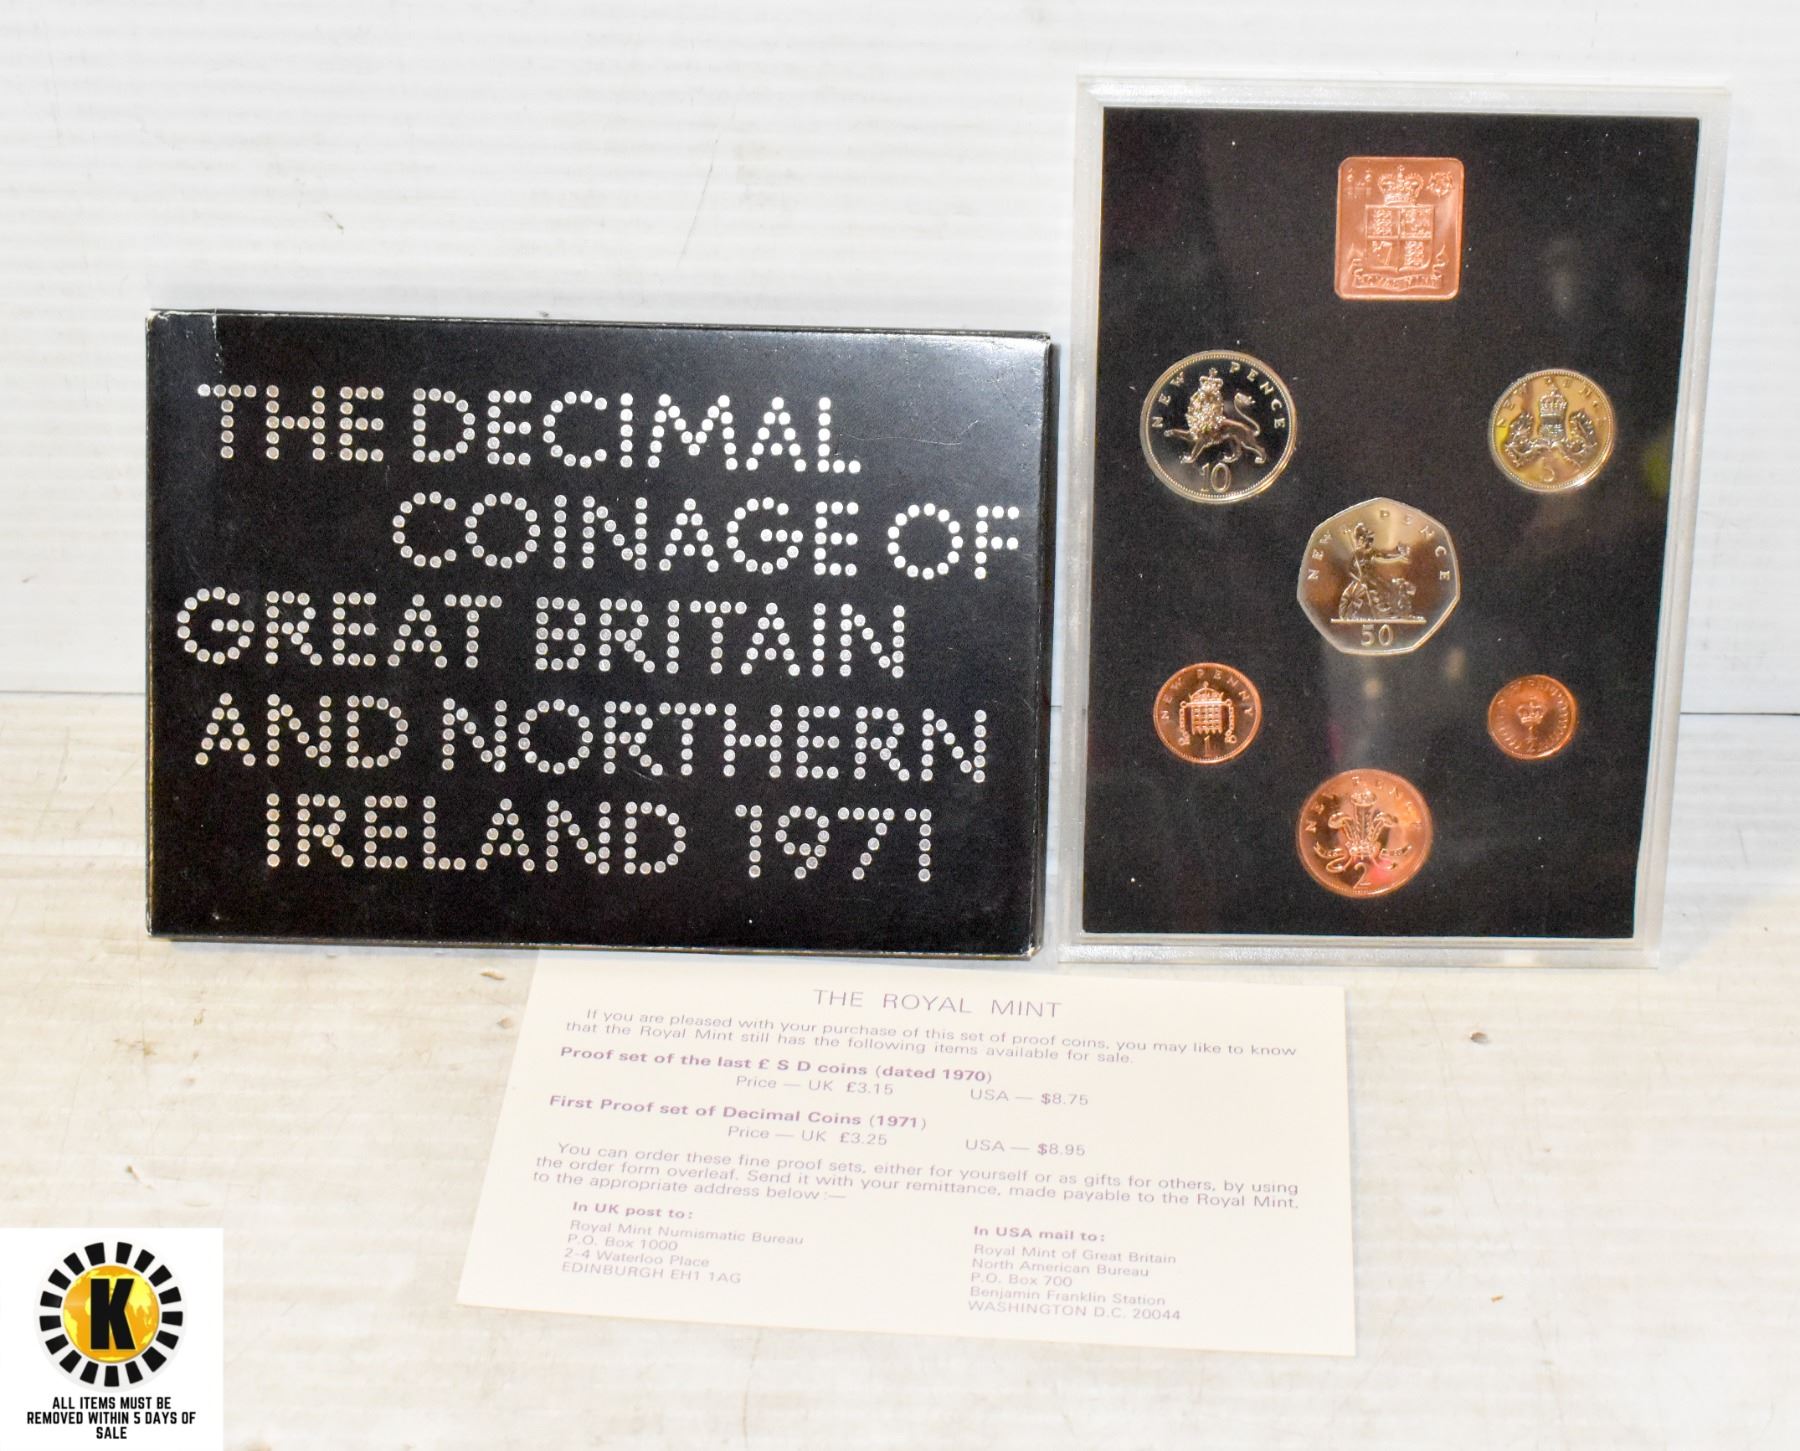 THE DECIMAL
COINAGE OF
GREAT BRITAIN
AND NORTHERN
IRELAND 1971
ROYAL MINT
NEW PENCE
10
NEW PENCE
5
NEW PENCE
50
NEW PENNY
1
NEW PENCE
2
THE ROYAL MINT
If you are pleased with your purchase of this set of proof coins, you may like to know
that the Royal Mint still has the following items available for sale.
Proof set of the last £ S D coins (dated 1970)
Price — UK £3.15 USA — $8.75
First Proof set of Decimal Coins (1971)
Price — UK £3.25 USA — $8.95
You can order these fine proof sets, either for yourself or as gifts for others, by using
the order form overleaf. Send it with your remittance, made payable to the Royal Mint,
to the appropriate address below :—
In UK post to:
Royal Mint Numismatic Bureau
P.O. Box 1000
2-4 Waterloo Place
EDINBURGH EH1 1AG
In USA mail to:
Royal Mint of Great Britain
North American Bureau
P.O. Box 700
Benjamin Franklin Station
WASHINGTON D.C. 20044
K
ALL ITEMS MUST BE
REMOVED WITHIN 5 DAYS OF
SALE